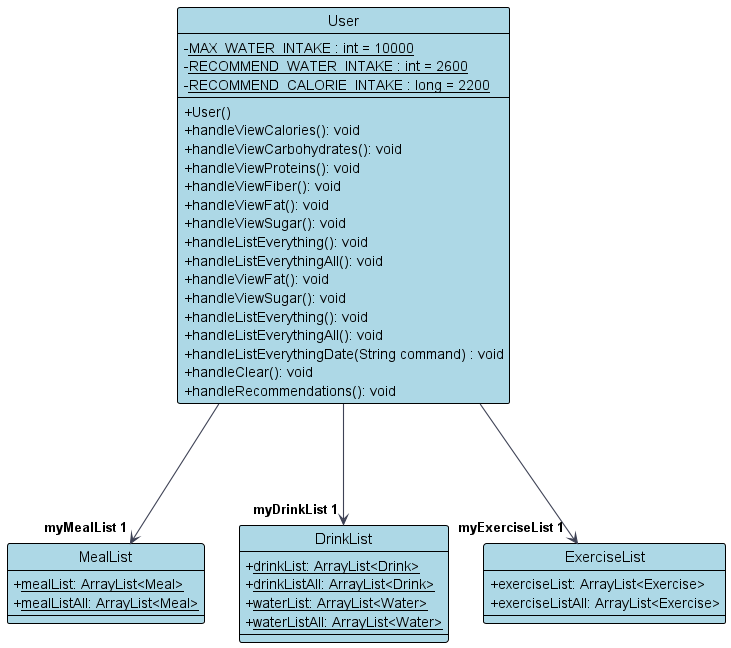 User
-MAX_WATER_INTAKE : int = 10000
-RECOMMEND_WATER_INTAKE : int = 2600
-RECOMMEND_CALORIE_INTAKE : long = 2200
+User()
+handleViewCalories(): void
+handleViewCarbohydrates(): void
+handleViewProteins(): void
+handleViewFiber(): void
+handleViewFat(): void
+handleViewSugar(): void
+handleListEverything(): void
+handleListEverythingAll(): void
+handleViewFat(): void
+handleViewSugar(): void
+handleListEverything(): void
+handleListEverythingAll(): void
+handleListEverythingDate(String command) : void
+handleClear(): void
+handleRecommendations(): void
myMealList 1
myDrinkList 1
myExerciseList 1
MealList
+mealList: ArrayList<Meal>
+mealListAll: ArrayList<Meal>
DrinkList
+drinkList: ArrayList<Drink>
+drinkListAll: ArrayList<Drink>
+waterList: ArrayList<Water>
+waterListAll: ArrayList<Water>
ExerciseList
+exerciseList: ArrayList<Exercise>
+exerciseListAll: ArrayList<Exercise>